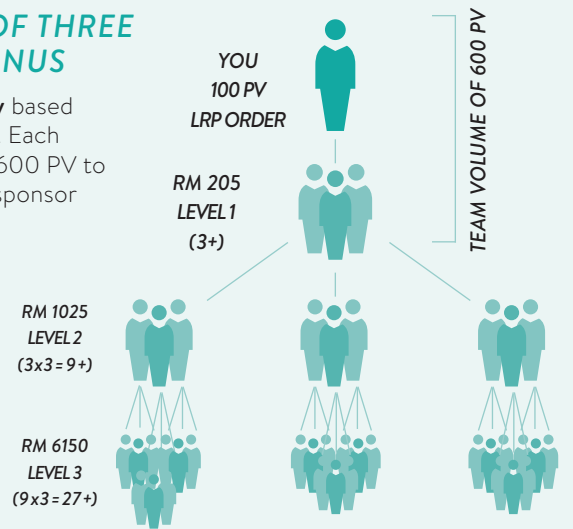 OF THREE
NUS
y based
. Each
600 PV to
sponsor
YOU
100 PV
LRP ORDER
TEAM VOLUME OF 600 PV
RM 205
LEVEL 1
(3+)
RM 1025
LEVEL 2
(3x3=9+)
RM 6150
LEVEL 3
(9x3=27+)